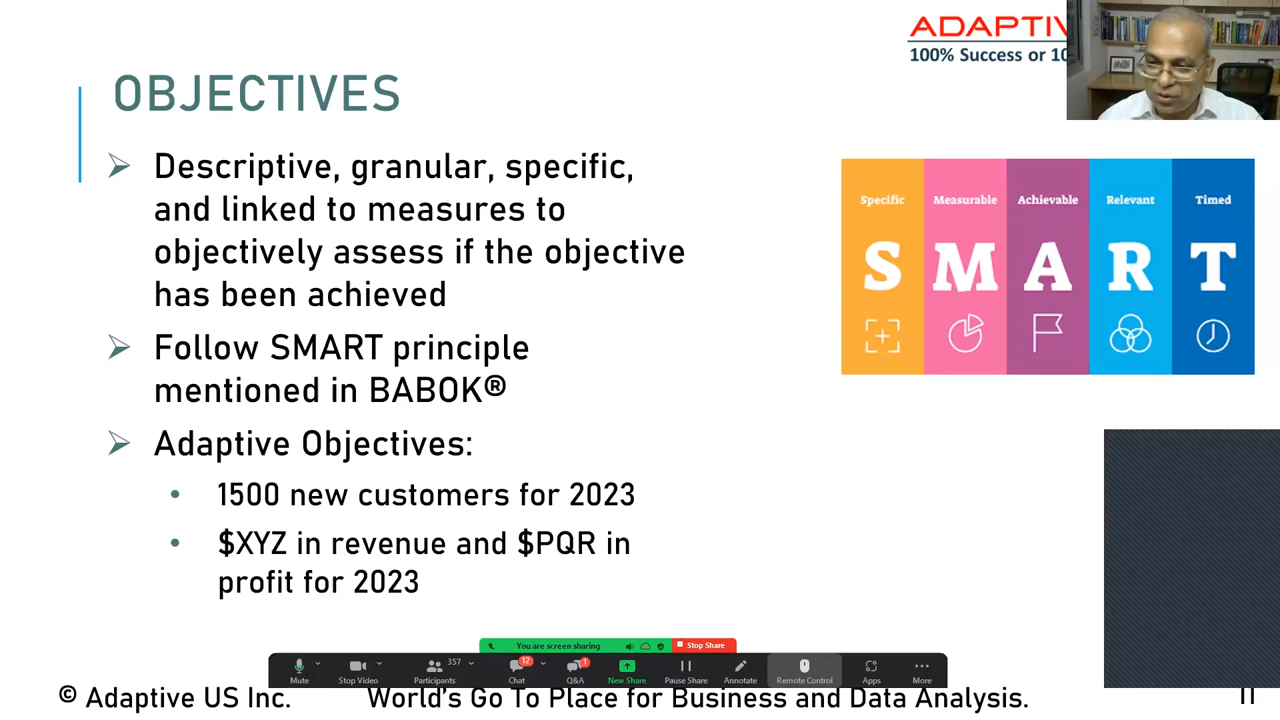 ADAPTIV
100% Success or 10
OBJECTIVES
Descriptive, granular, specific,
and linked to measures to
objectively assess if the objective
has been achieved
Follow SMART principle
mentioned in BABOK®
Adaptive Objectives:
1500 new customers for 2023
$XYZ in revenue and $PQR in
profit for 2023
Specific Measurable Achievable Relevant Timed
S M A R T
You are screen sharing Stop Share
357 12 1
Mute Stop Video Participants Chat Q&A New Share Pause Share Annotate Remote Control Apps More
© Adaptive US Inc. World's Go To Place for Business and Data Analysis. 11